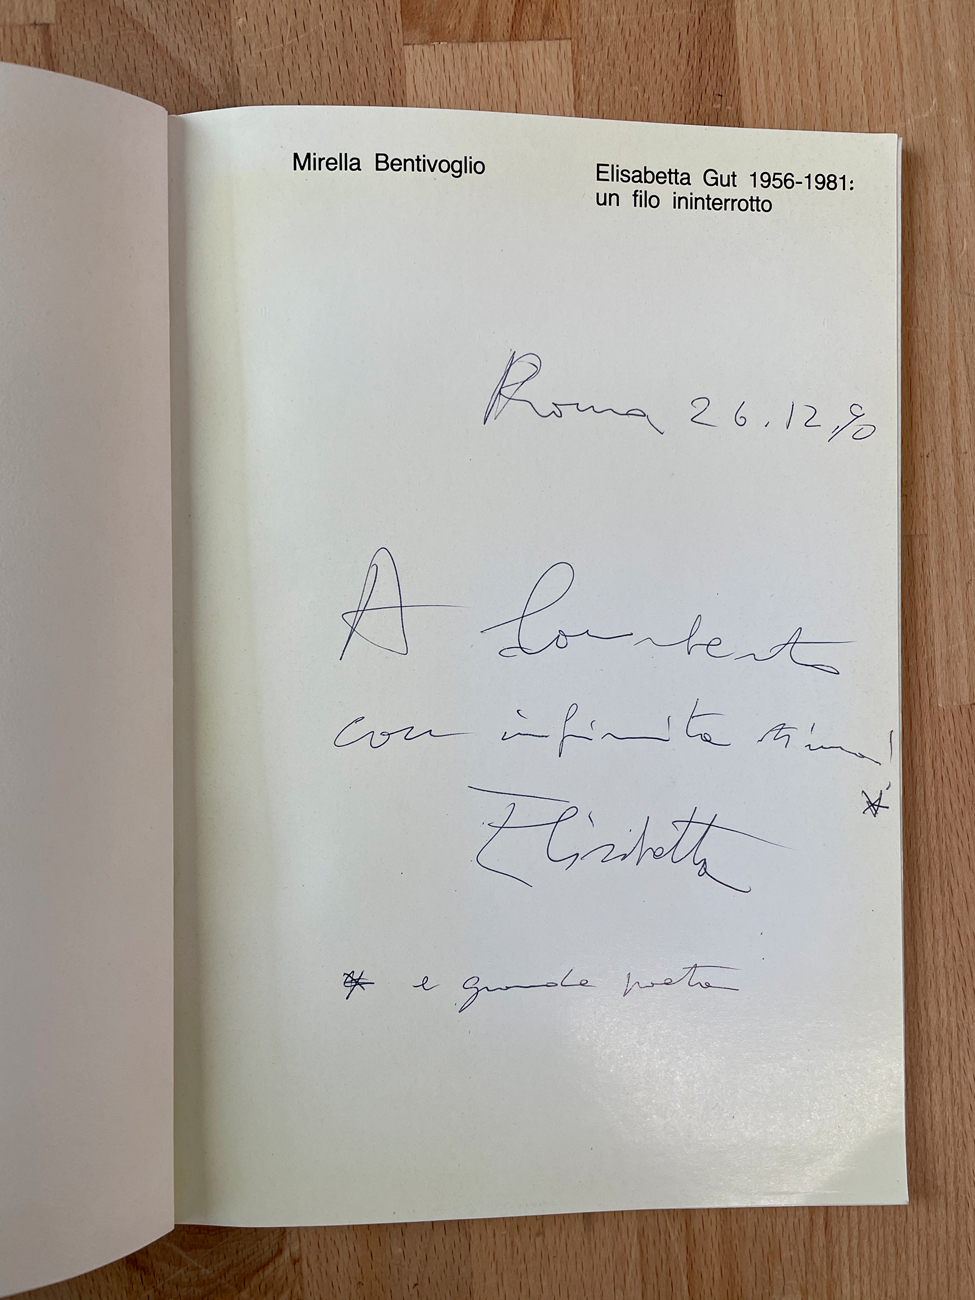 Mirella Bentivoglio
Elisabetta Gut 1956-1981:
un filo ininterrotto
Roma 26.12.90
A Lamberto
con infinita stima!
*
Elisabetta
* e grande poeta